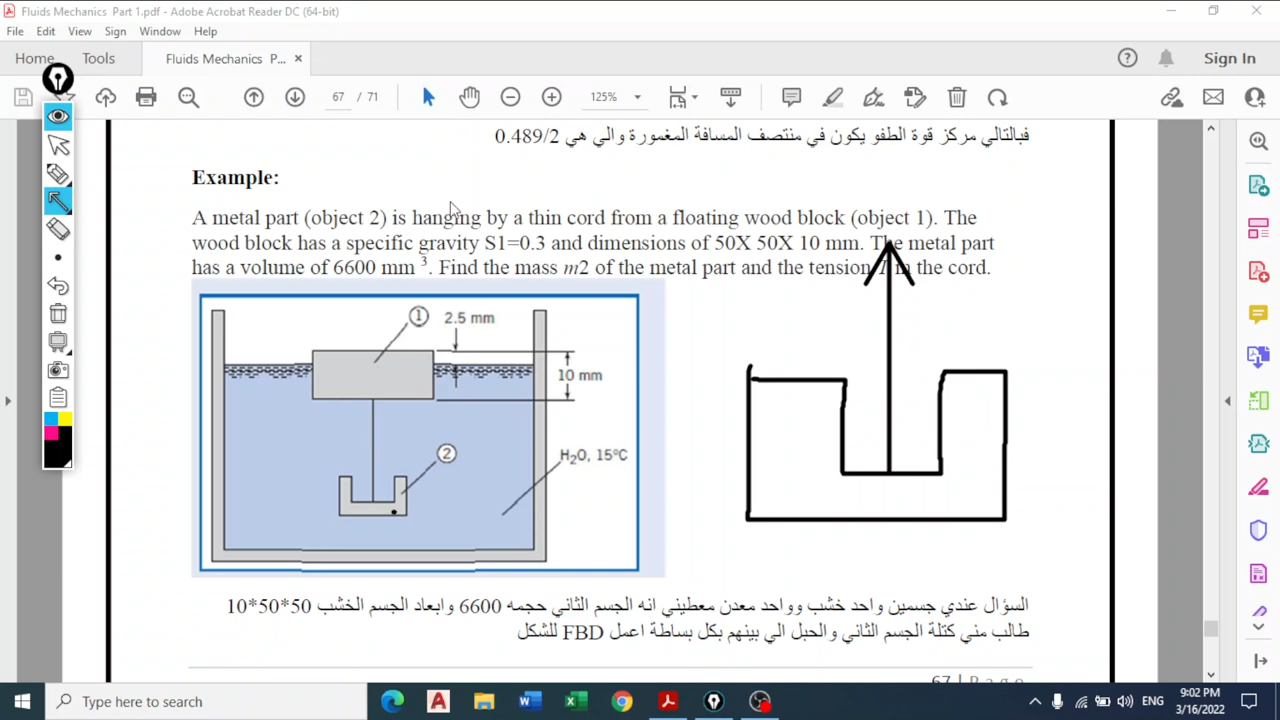 Fluids Mechanics Part 1.pdf - Adobe Acrobat Reader DC (64-bit)
File Edit View Sign Window Help
Home Tools Fluids Mechanics P... × Sign In
67 / 71 125%
فبالتالي مركز قوة الطفو يكون في منتصف المسافة المغمورة والي هي 0.489/2
Example:
A metal part (object 2) is hanging by a thin cord from a floating wood block (object 1). The
wood block has a specific gravity S1=0.3 and dimensions of 50X 50X 10 mm. The metal part
has a volume of 6600 mm ³. Find the mass m2 of the metal part and the tension T in the cord.
1 2.5 mm
10 mm
2
H₂O, 15°C
السؤال عندي جسمين واحد خشب وواحد معدن معطيني انه الجسم الثاني حجمه 6600 وابعاد الجسم الخشب 50*50*10
طالب مني كتلة الجسم الثاني والحبل الي بينهم بكل بساطة اعمل FBD للشكل
67 | P a g e
Type here to search
ENG
9:02 PM
3/16/2022